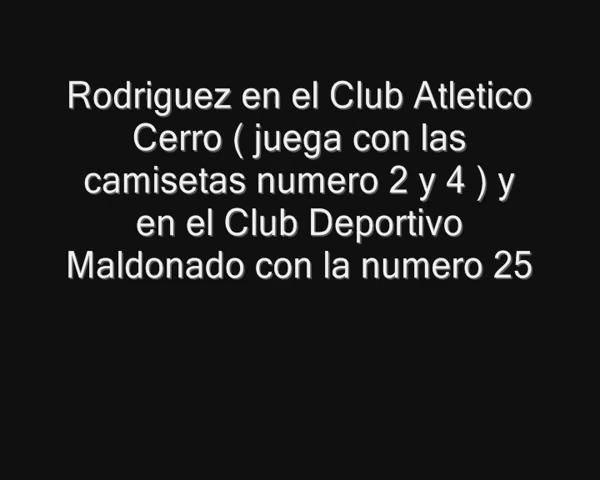 Rodriguez en el Club Atletico
Cerro ( juega con las
camisetas numero 2 y 4 ) y
en el Club Deportivo
Maldonado con la numero 25